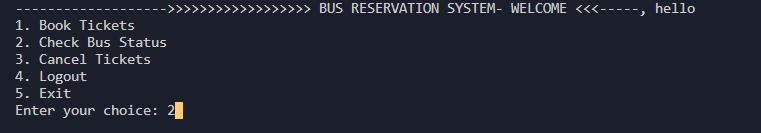 -------------------->>>>>>>>>>>>>>>>>> BUS RESERVATION SYSTEM- WELCOME <<<-----, hello
1. Book Tickets
2. Check Bus Status
3. Cancel Tickets
4. Logout
5. Exit
Enter your choice: 2